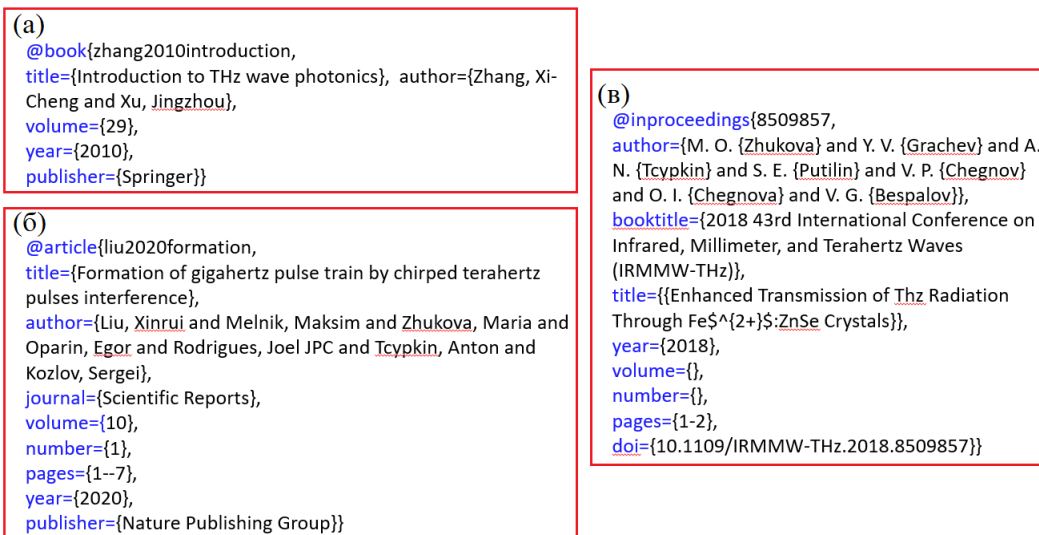 (а)
@book{zhang2010introduction,
title={Introduction to THz wave photonics},  author={Zhang, Xi-
Cheng and Xu, Jingzhou},
volume={29},
year={2010},
publisher={Springer}}
(б)
@article{liu2020formation,
title={Formation of gigahertz pulse train by chirped terahertz
pulses interference},
author={Liu, Xinrui and Melnik, Maksim and Zhukova, Maria and
Oparin, Egor and Rodrigues, Joel JPC and Tcypkin, Anton and
Kozlov, Sergei},
journal={Scientific Reports},
volume={10},
number={1},
pages={1--7},
year={2020},
publisher={Nature Publishing Group}}
(в)
@inproceedings{8509857,
author={M. O. {Zhukova} and Y. V. {Grachev} and A.
N. {Tcypkin} and S. E. {Putilin} and V. P. {Chegnov}
and O. I. {Chegnova} and V. G. {Bespalov}},
booktitle={2018 43rd International Conference on
Infrared, Millimeter, and Terahertz Waves
(IRMMW-THz)},
title={{Enhanced Transmission of Thz Radiation
Through Fe$^{2+}$:ZnSe Crystals}},
year={2018},
volume={},
number={},
pages={1-2},
doi={10.1109/IRMMW-THz.2018.8509857}}